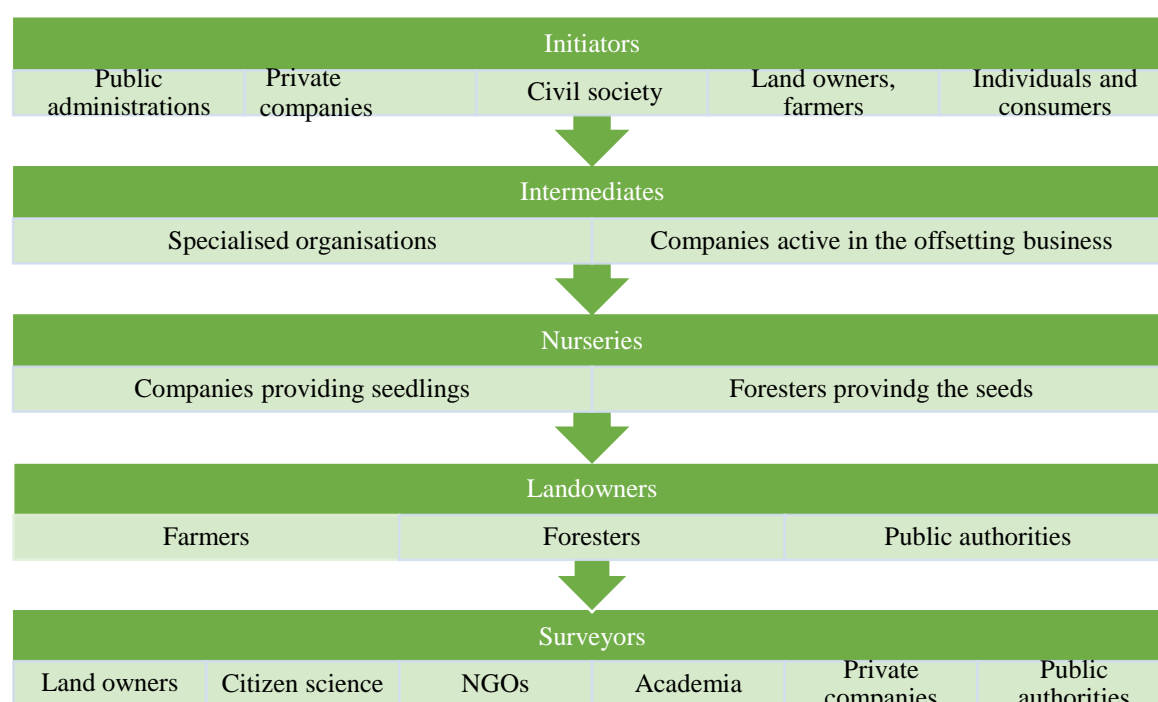 Initiators
Public
administrations
Private
companies
Civil society
Land owners,
farmers
Individuals and
consumers
Intermediates
Specialised organisations
Companies active in the offsetting business
Nurseries
Companies providing seedlings
Foresters provindg the seeds
Landowners
Farmers
Foresters
Public authorities
Surveyors
Land owners
Citizen science
NGOs
Academia
Private
companies
Public
authorities